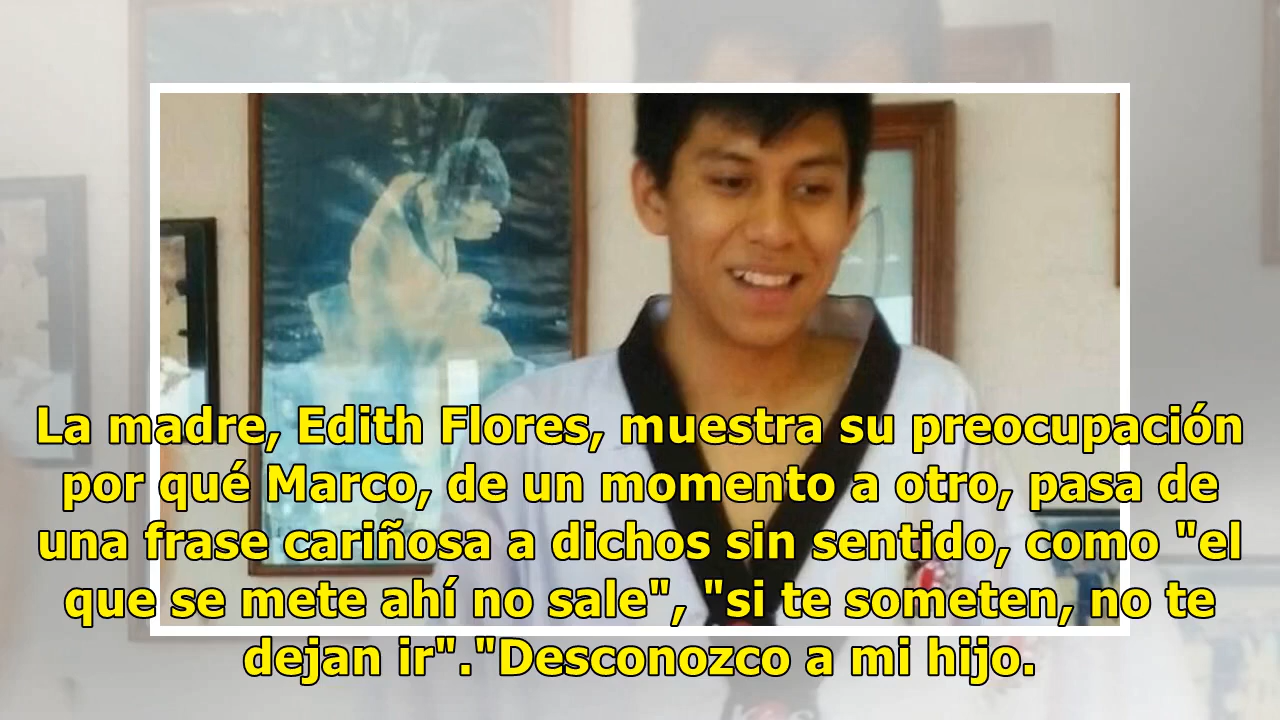 La madre, Edith Flores, muestra su preocupación
por qué Marco, de un momento a otro, pasa de
una frase cariñosa a dichos sin sentido, como "el
que se mete ahí no sale", "si te someten, no te
dejan ir"."Desconozco a mi hijo.